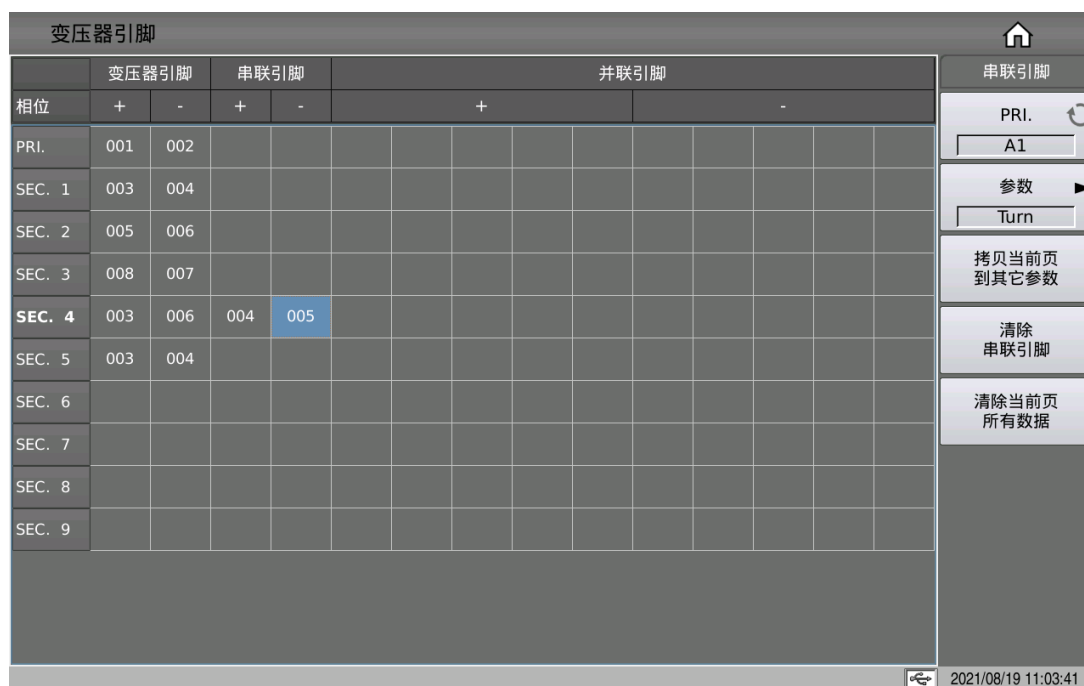 变压器引脚
变压器引脚 串联引脚 并联引脚
相位 + - + - + -
PRI. 001 002
SEC. 1 003 004
SEC. 2 005 006
SEC. 3 008 007
SEC. 4 003 006 004 005
SEC. 5 003 004
SEC. 6
SEC. 7
SEC. 8
SEC. 9
串联引脚
PRI.
A1
参数
Turn
拷贝当前页
到其它参数
清除
串联引脚
清除当前页
所有数据
2021/08/19 11:03:41